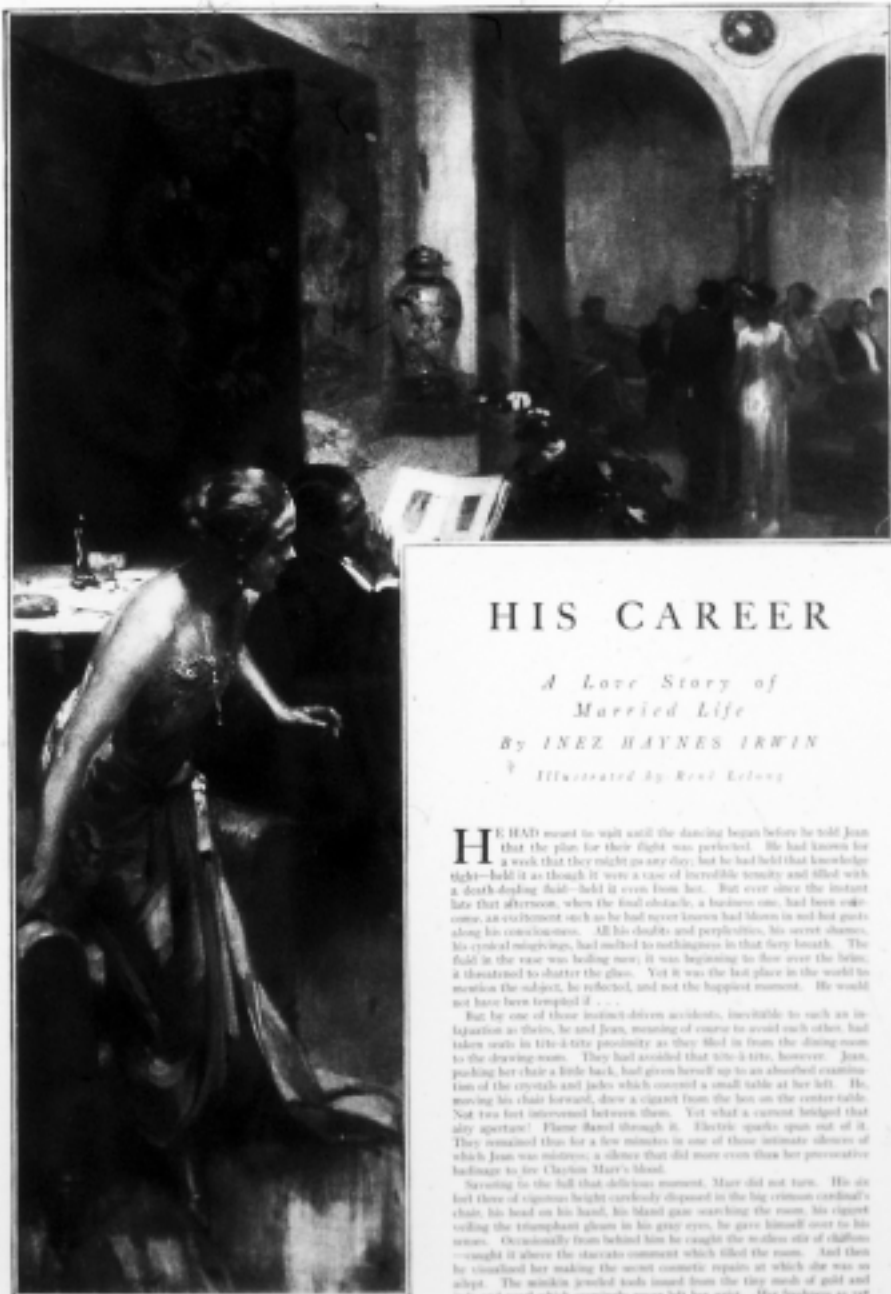 HIS CAREER
A Love Story of
Married Life
By INEZ HAYNES IRWIN
Illustrated by René Lelong
HE HAD meant to wait until the dancing began before he told Jean
that the plan for their flight was perfected. He had known for
a week that they might go any day; but he had held that knowledge
tight—held it as though it were a vase of incredible tenuity and filled with
a death-dealing fluid—held it even from her. But ever since the instant
late that afternoon, when the final obstacle, a business one, had been over-
come, an excitement such as he had never known had blown in red-hot gusts
along his consciousness. All his doubts and perplexities, his secret shames,
his cynical misgivings, had melted to nothingness in that fiery breath. The
fluid in the vase was boiling now; it was beginning to flow over the brim;
it threatened to shatter the glass. Yet it was the last place in the world to
mention the subject, he reflected, and not the happiest moment. He would
not have been tempted if . . .
But by one of those instinct-driven accidents, inevitable to such an in-
fatuation as theirs, he and Jean, meaning of course to avoid each other, had
taken seats in tête-à-tête proximity as they filed in from the dining-room
to the drawing-room. They had avoided that tête-à-tête, however. Jean,
pushing her chair a little back, had given herself up to an absorbed examina-
tion of the crystals and jades which covered a small table at her left. He,
moving his chair forward, drew a cigaret from the box on the center-table.
Not two feet intervened between them. Yet what a current bridged that
airy aperture! Flame flared through it. Electric sparks spun out of it.
They remained thus for a few minutes in one of those intimate silences of
which Jean was mistress; a silence that did more even than her provocative
badinage to fire Clayton Marr's blood.
Savoring to the full that delicious moment, Marr did not turn. His six
feet three of vigorous height carelessly disposed in the big crimson cardinal's
chair, his head on his hand, his bland gaze searching the room, his cigaret
veiling the triumphant gleam in his gray eyes, he gave himself over to his
senses. Occasionally from behind him he caught the restless stir of chiffons
—caught it above the staccato comment which filled the room. And then
he visualized her making the secret cosmetic repairs at which she was so
adept. The minikin jeweled tools issued from the tiny mesh of gold and